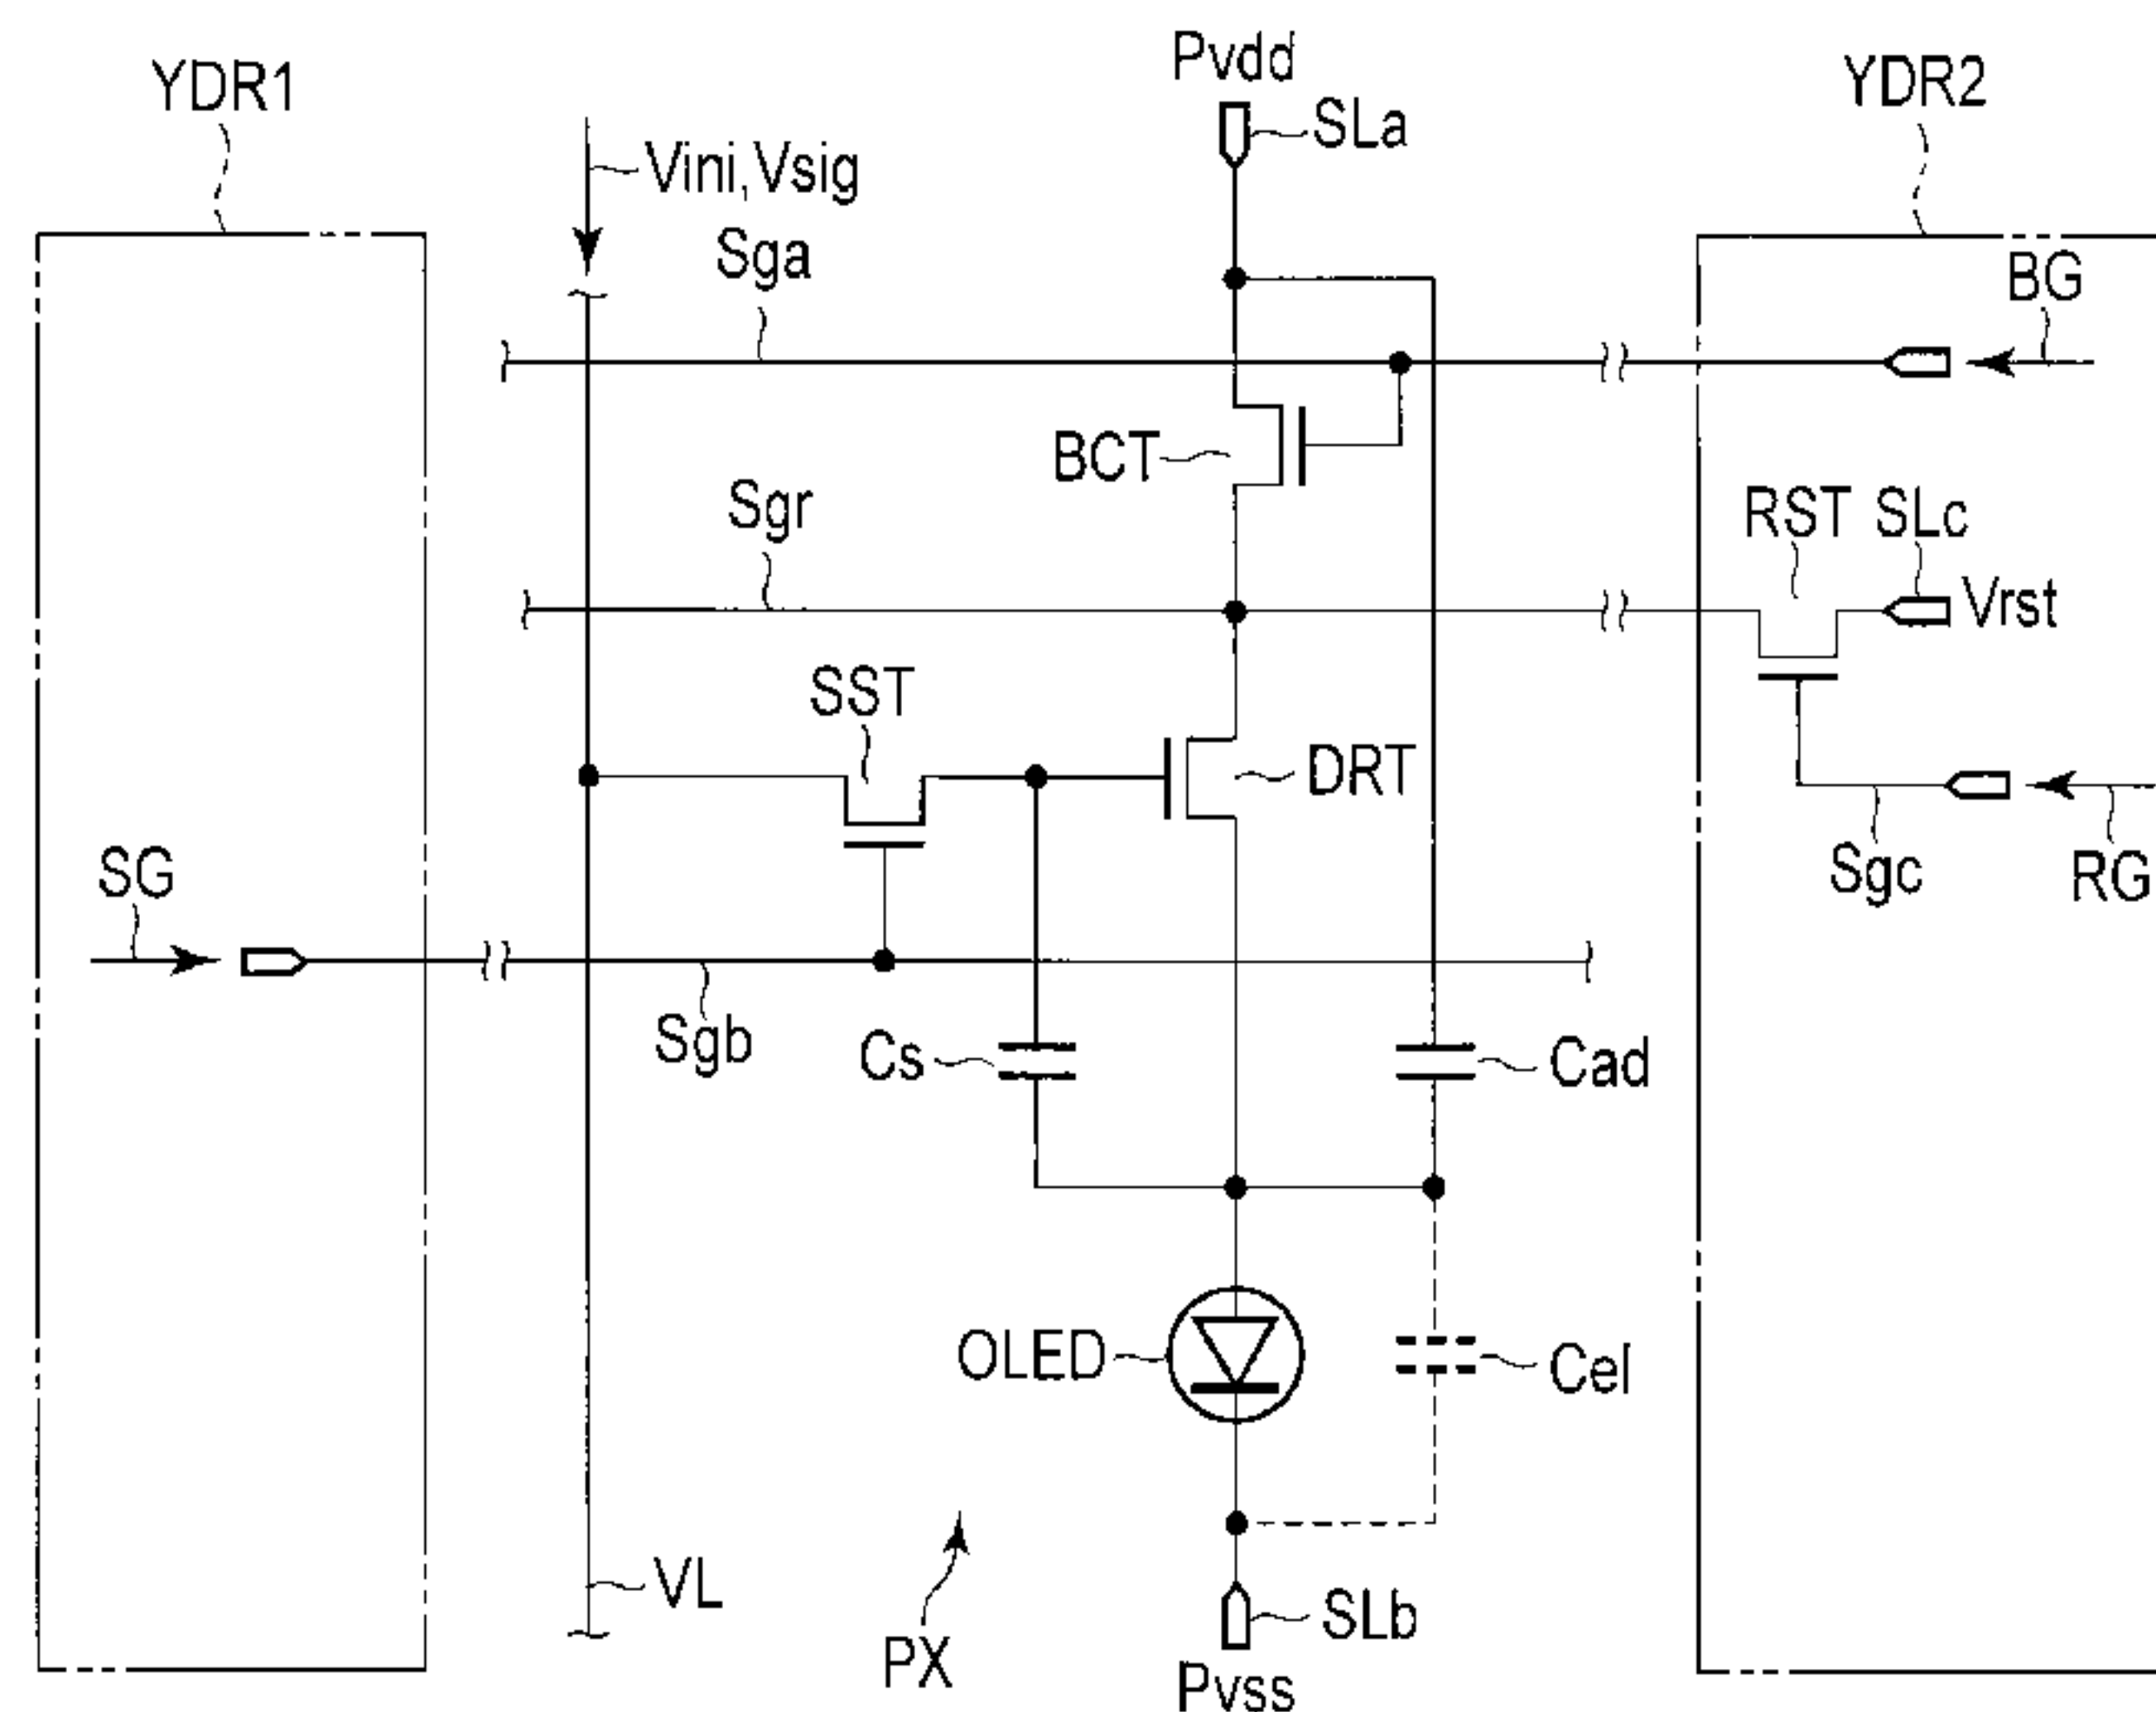 Pvdd
YDR1
YDR2
SLa
Vini,Vsig
Sga
BG
BCT
Sgr
RST SLc
Vrst
SST
DRT
SG
Sgc
RG
Sgb
Cs
Cad
OLED
Cel
VL
SLb
PX
Pvss